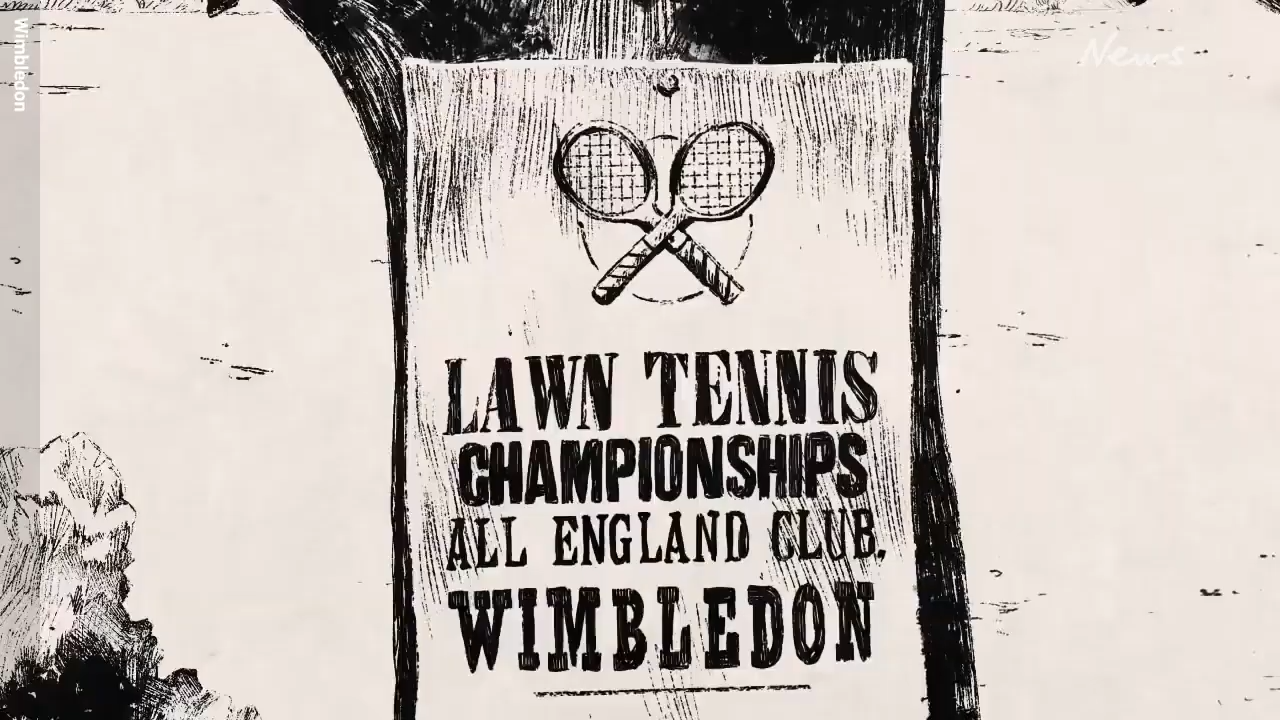 Wimbledon
News
LAWN TENNIS
CHAMPIONSHIPS
ALL ENGLAND CLUB.
WIMBLEDON